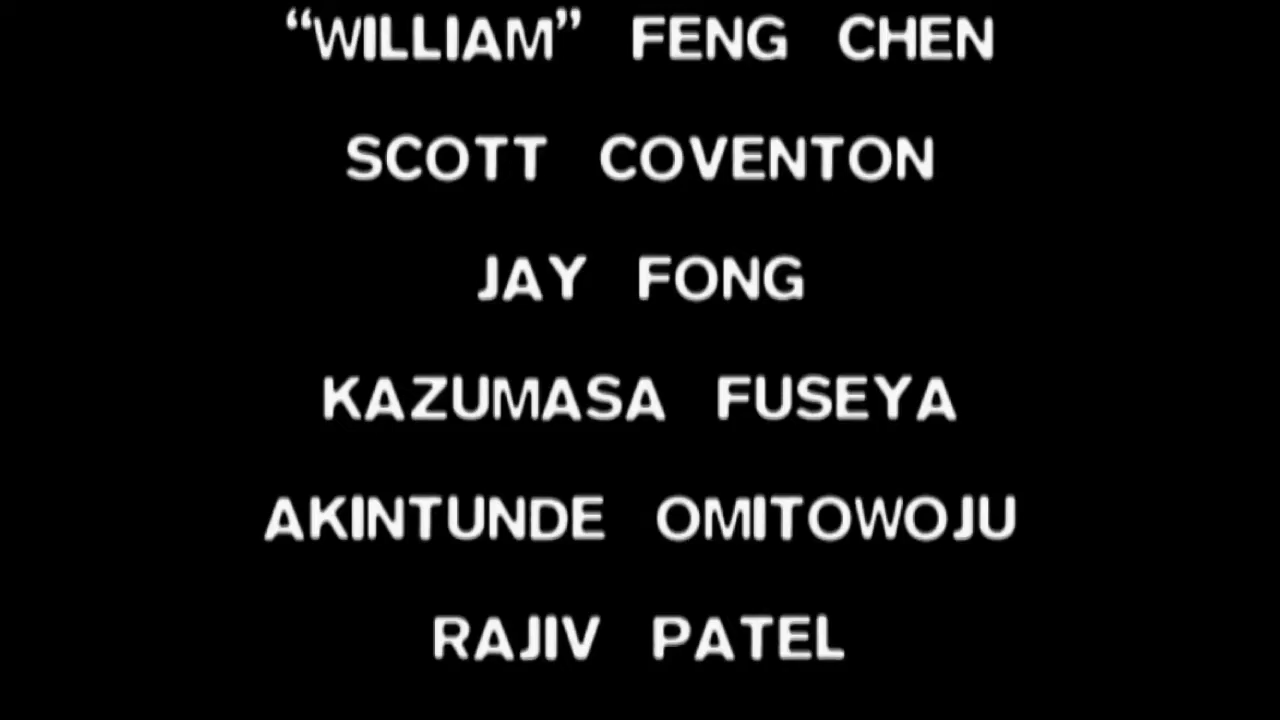 “WILLIAM” FENG CHEN
SCOTT COVENTON
JAY FONG
KAZUMASA FUSEYA
AKINTUNDE OMITOWOJU
RAJIV PATEL